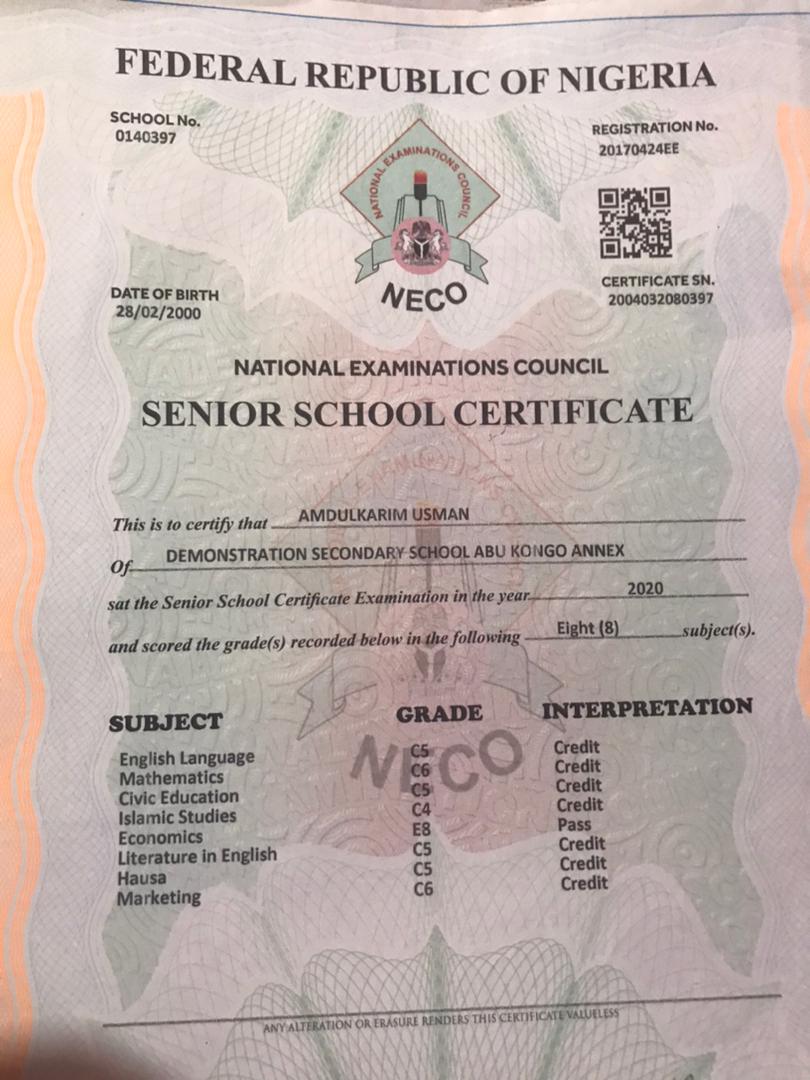 FEDERAL REPUBLIC OF NIGERIA
SCHOOL No.
0140397
REGISTRATION No.
20170424EE
NATIONAL EXAMINATIONS COUNCIL
NECO
DATE OF BIRTH
28/02/2000
CERTIFICATE SN.
2004032080397
NATIONAL EXAMINATIONS COUNCIL
SENIOR SCHOOL CERTIFICATE
This is to certify that AMDULKARIM USMAN
Of DEMONSTRATION SECONDARY SCHOOL ABU KONGO ANNEX
sat the Senior School Certificate Examination in the year 2020
and scored the grade(s) recorded below in the following Eight (8) subject(s).
SUBJECT GRADE INTERPRETATION
English Language C5 Credit
Mathematics C6 Credit
Civic Education C5 Credit
Islamic Studies C4 Credit
Economics E8 Pass
Literature in English C5 Credit
Hausa C5 Credit
Marketing C6 Credit
NECO
ANY ALTERATION OR ERASURE RENDERS THIS CERTIFICATE VALUELESS